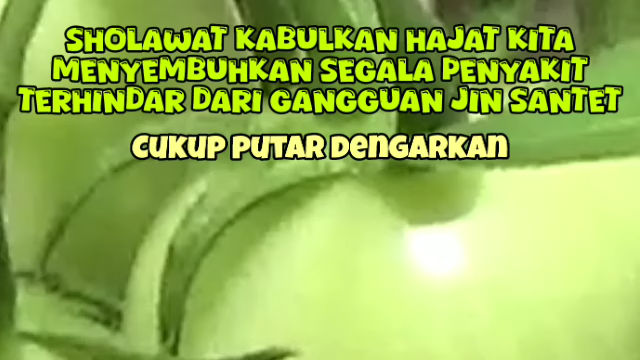 SHOLAWAT KABULKAN HAJAT KITA
MENYEMBUHKAN SEGALA PENYAKIT
TERHINDAR DARI GANGGUAN JIN SANTET
CUKUP PUTAR DENGARKAN